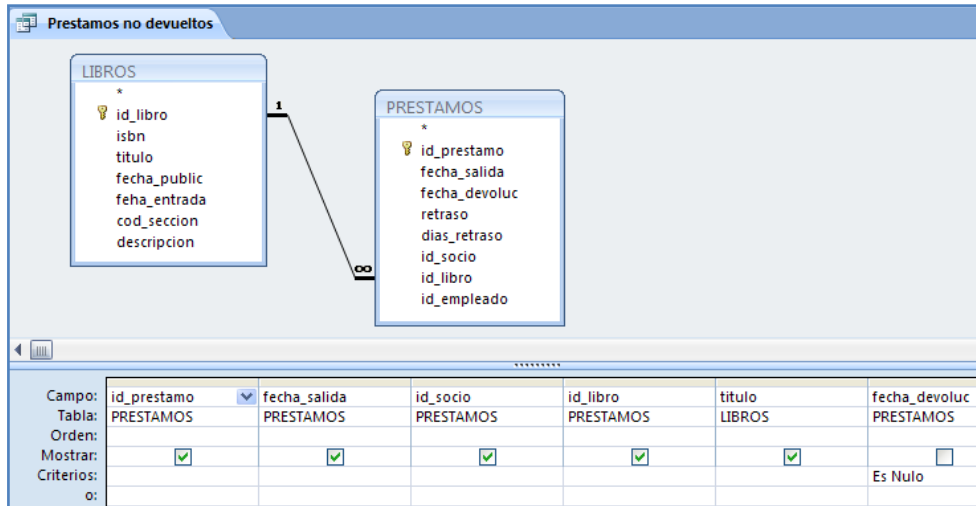 Prestamos no devueltos
LIBROS
*
id_libro
isbn
titulo
fecha_public
feha_entrada
cod_seccion
descripcion
1
∞
PRESTAMOS
*
id_prestamo
fecha_salida
fecha_devoluc
retraso
dias_retraso
id_socio
id_libro
id_empleado
Campo: id_prestamo fecha_salida id_socio id_libro titulo fecha_devoluc
Tabla: PRESTAMOS PRESTAMOS PRESTAMOS PRESTAMOS LIBROS PRESTAMOS
Orden:
Mostrar:
Criterios: Es Nulo
o: